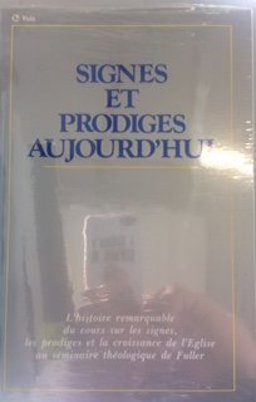 Vida
SIGNES
ET
PRODIGES
AUJOURD'HUI
L'histoire remarquable
du cours sur les signes,
les prodiges et la croissance de l'Eglise
au séminaire théologique de Fuller